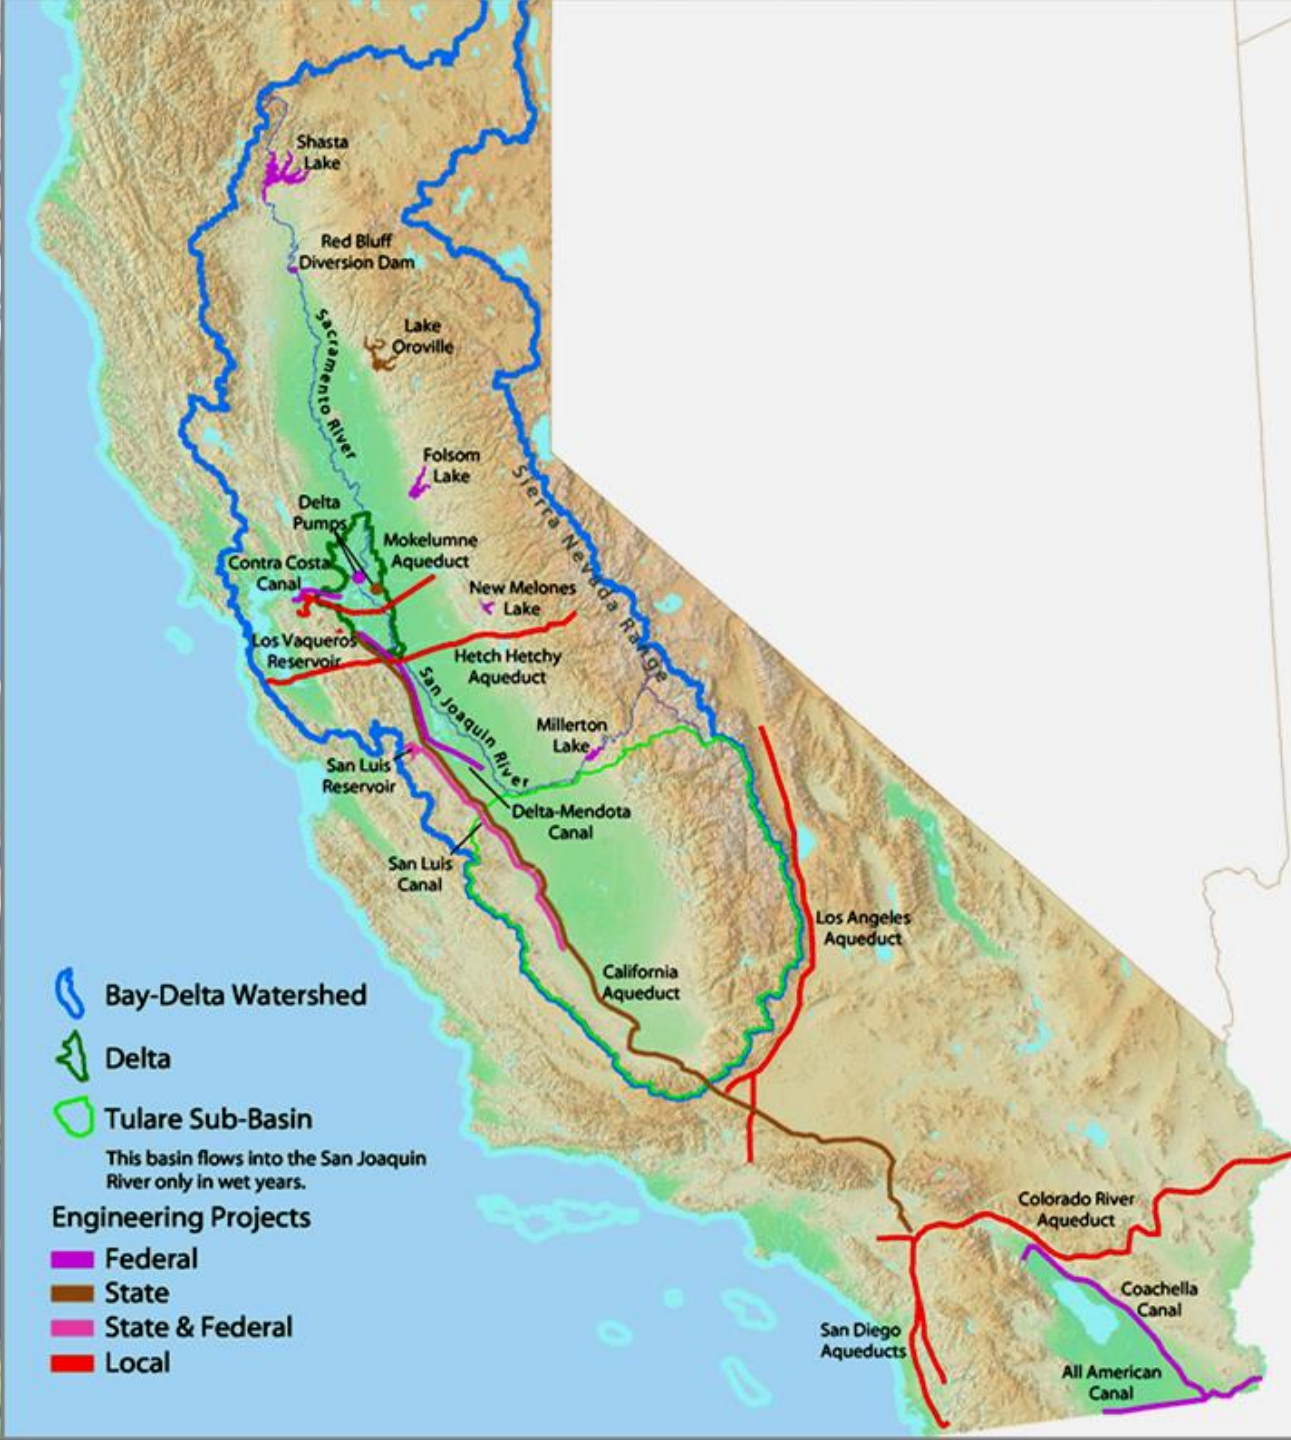 Shasta
Lake
Red Bluff
Diversion Dam
Sacramento River
Lake
Oroville
Folsom
Lake
Sierra Nevada Range
Delta
Pumps
Mokelumne
Aqueduct
Contra Costa
Canal
New Melones
Lake
Los Vaqueros
Reservoir
Hetch Hetchy
Aqueduct
San Joaquin River
Millerton
Lake
San Luis
Reservoir
Delta-Mendota
Canal
San Luis
Canal
Los Angeles
Aqueduct
California
Aqueduct
Bay-Delta Watershed
Delta
Tulare Sub-Basin
This basin flows into the San Joaquin
River only in wet years.
Engineering Projects
Federal
State
State & Federal
Local
Colorado River
Aqueduct
Coachella
Canal
San Diego
Aqueducts
All American
Canal